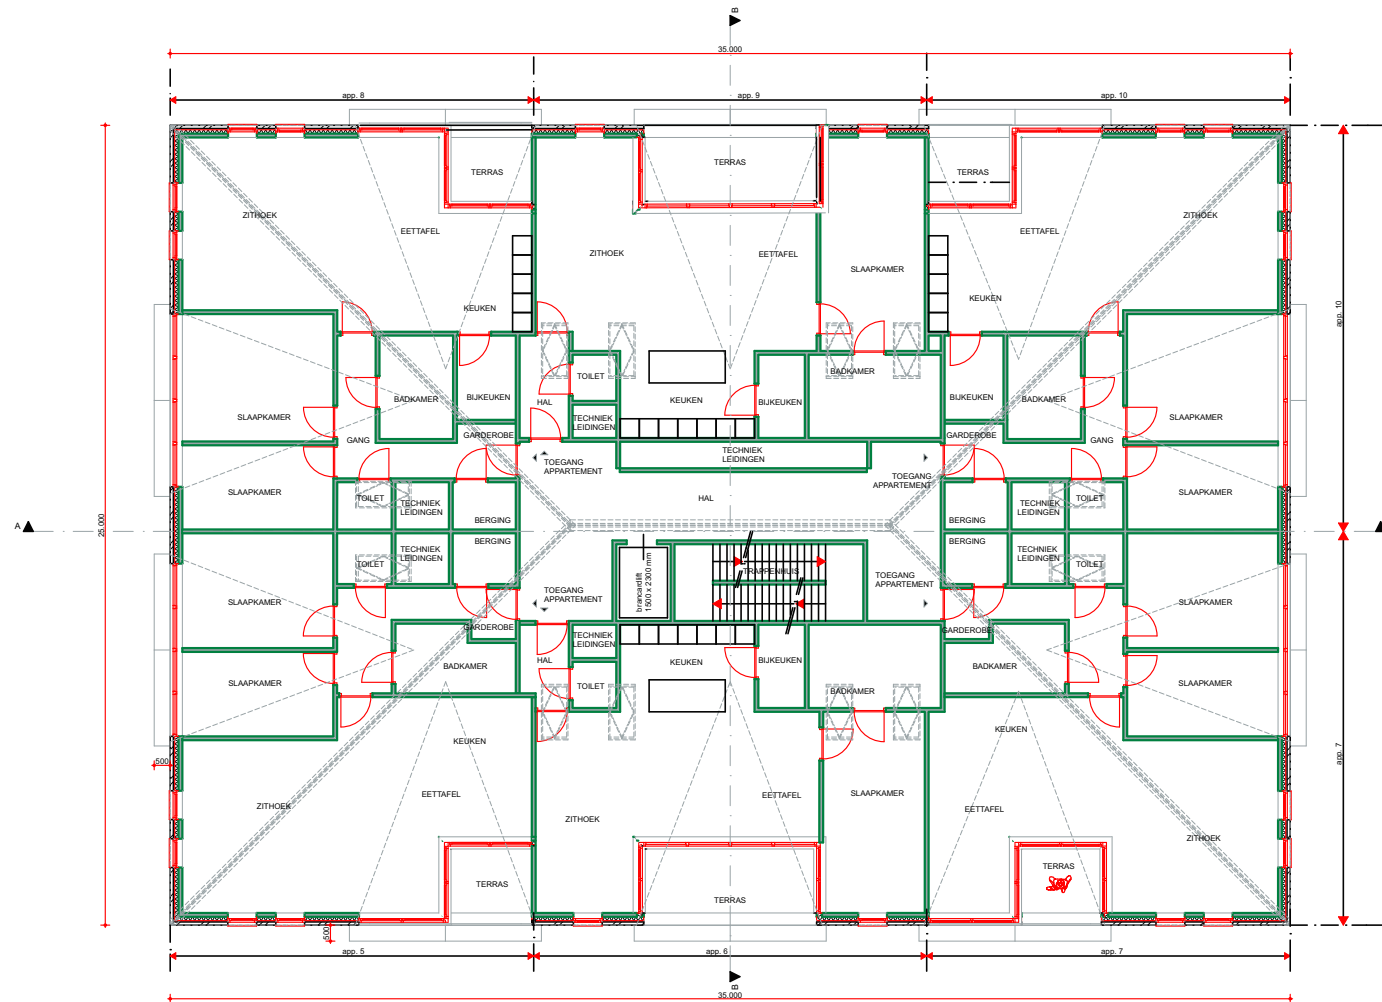 B
35.000
app. 8
app. 9
app. 10
TERRAS
TERRAS
TERRAS
ZITHOEK
EETTAFEL
ZITHOEK
EETTAFEL
SLAAPKAMER
EETTAFEL
ZITHOEK
KEUKEN
KEUKEN
app. 10
TOILET
BADKAMER
SLAAPKAMER
BADKAMER
BIJKEUKEN
HAL
KEUKEN
BIJKEUKEN
BIJKEUKEN
BADKAMER
SLAAPKAMER
TECHNIEK
LEIDINGEN
GANG
GARDEROBE
GARDEROBE
GANG
TECHNIEK
LEIDINGEN
TOEGANG
APPARTEMENT
TOEGANG
APPARTEMENT
SLAAPKAMER
TOILET
TECHNIEK
LEIDINGEN
BERGING
HAL
BERGING
TECHNIEK
LEIDINGEN
TOILET
SLAAPKAMER
A
25.000
TOILET
TECHNIEK
LEIDINGEN
BERGING
brancardlift
1500 x 2300 mm
TRAPPENHUIS
BERGING
TECHNIEK
LEIDINGEN
TOILET
SLAAPKAMER
TOEGANG
APPARTEMENT
TOEGANG
APPARTEMENT
SLAAPKAMER
GARDEROBE
TECHNIEK
LEIDINGEN
GARDEROBE
BADKAMER
HAL
KEUKEN
BIJKEUKEN
BADKAMER
SLAAPKAMER
TOILET
BADKAMER
SLAAPKAMER
KEUKEN
KEUKEN
500
app. 7
EETTAFEL
EETTAFEL
SLAAPKAMER
ZITHOEK
ZITHOEK
EETTAFEL
ZITHOEK
TERRAS
TERRAS
TERRAS
500
app. 5
app. 6
app. 7
B
35.000